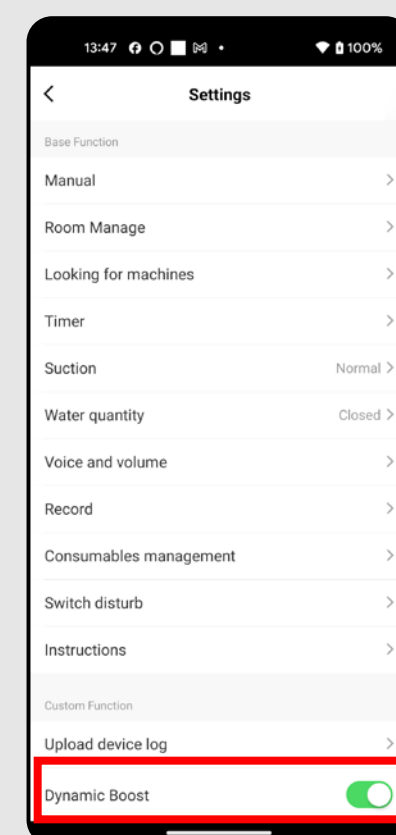 13:47 100%
Settings
Base Function
Manual
Room Manage
Looking for machines
Timer
Suction Normal
Water quantity Closed
Voice and volume
Record
Consumables management
Switch disturb
Instructions
Custom Function
Upload device log
Dynamic Boost